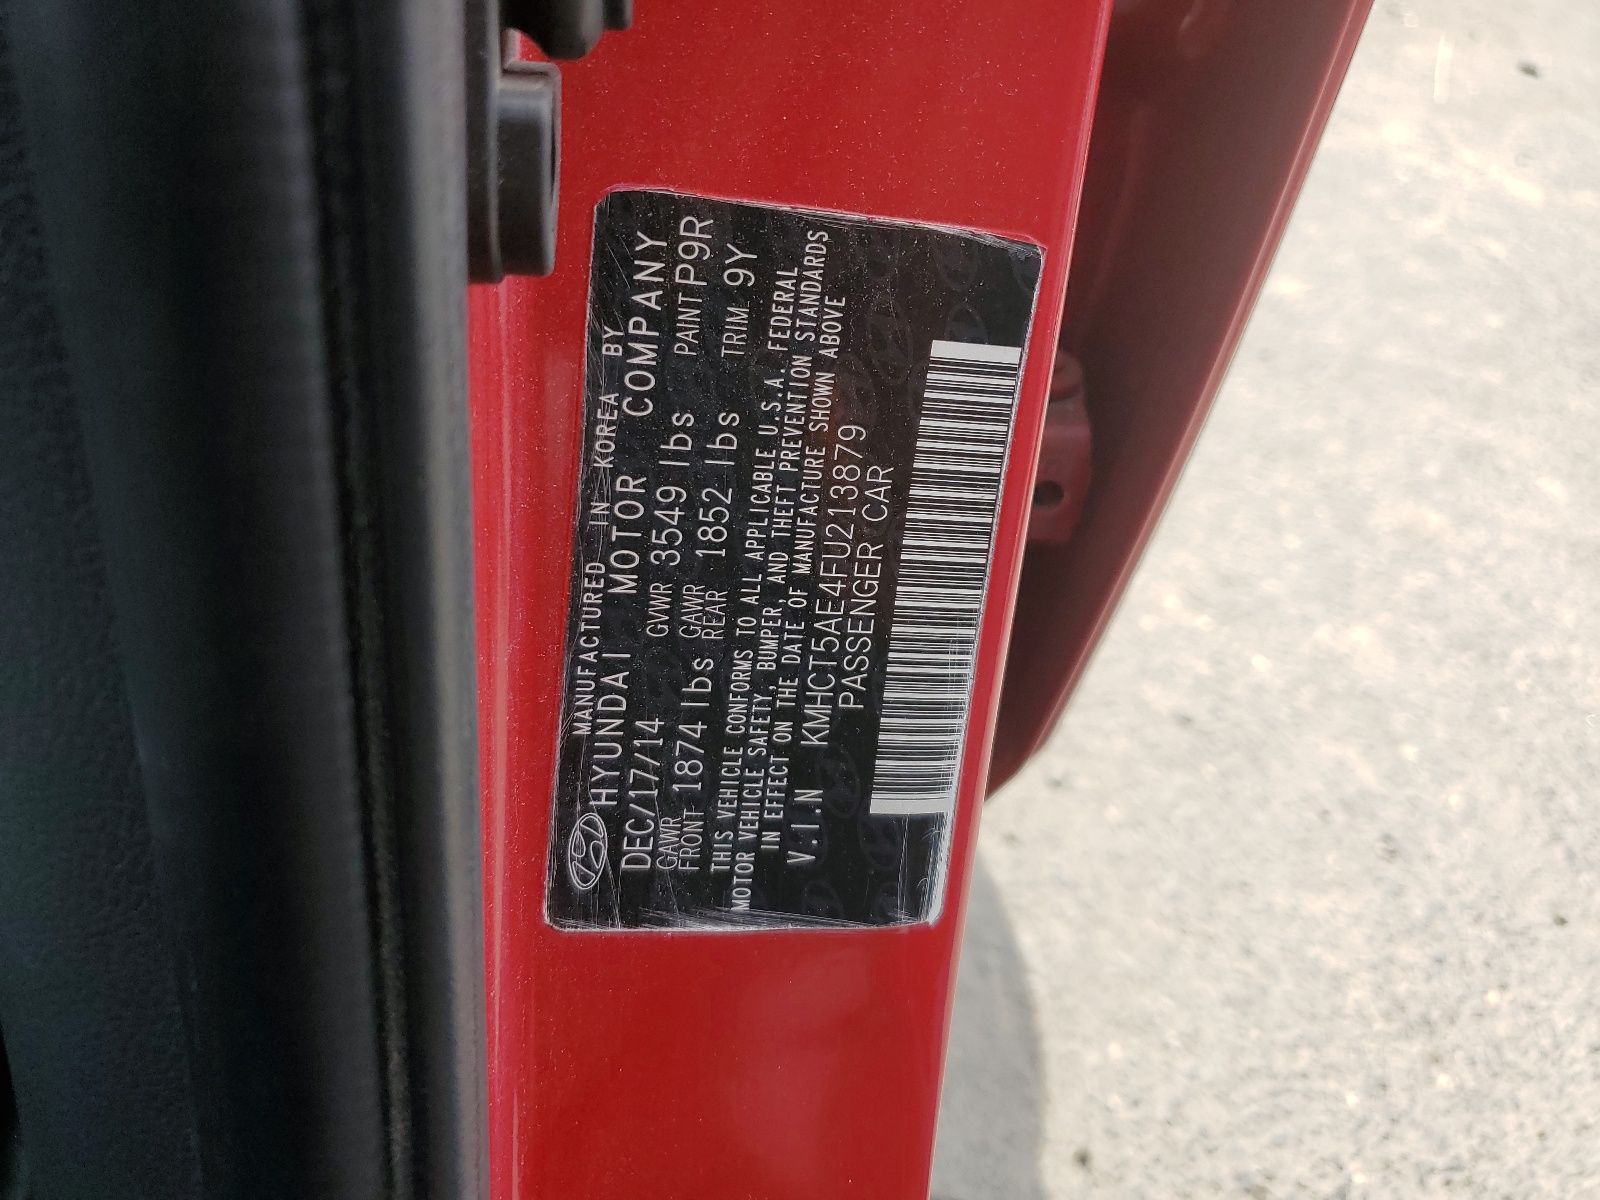 MANUFACTURED IN KOREA BY
HYUNDAI MOTOR COMPANY
DEC/17/14 GVWR 3549 lbs PAINT P9R
GAWR FRONT 1874 lbs GAWR REAR 1852 lbs TRIM 9Y
THIS VEHICLE CONFORMS TO ALL APPLICABLE U.S.A. FEDERAL
MOTOR VEHICLE SAFETY, BUMPER, AND THEFT PREVENTION STANDARDS
IN EFFECT ON THE DATE OF MANUFACTURE SHOWN ABOVE
V.I.N KMHCT5AE4FU213879
PASSENGER CAR